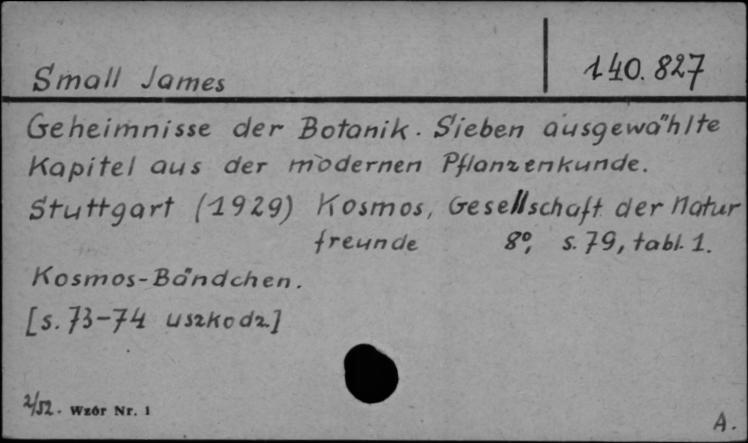 Small James 140.827
Geheimnisse der Botanik. Sieben ausgewählte
Kapitel aus der modernen Pflanzenkunde.
Stuttgart (1929) Kosmos, Gesellschaft der Natur
freunde 8°, s. 79, tabl. 1.
Kosmos-Bändchen.
[s. 73-74 uszkodz.]
2/52. Wzór Nr. 1
A.